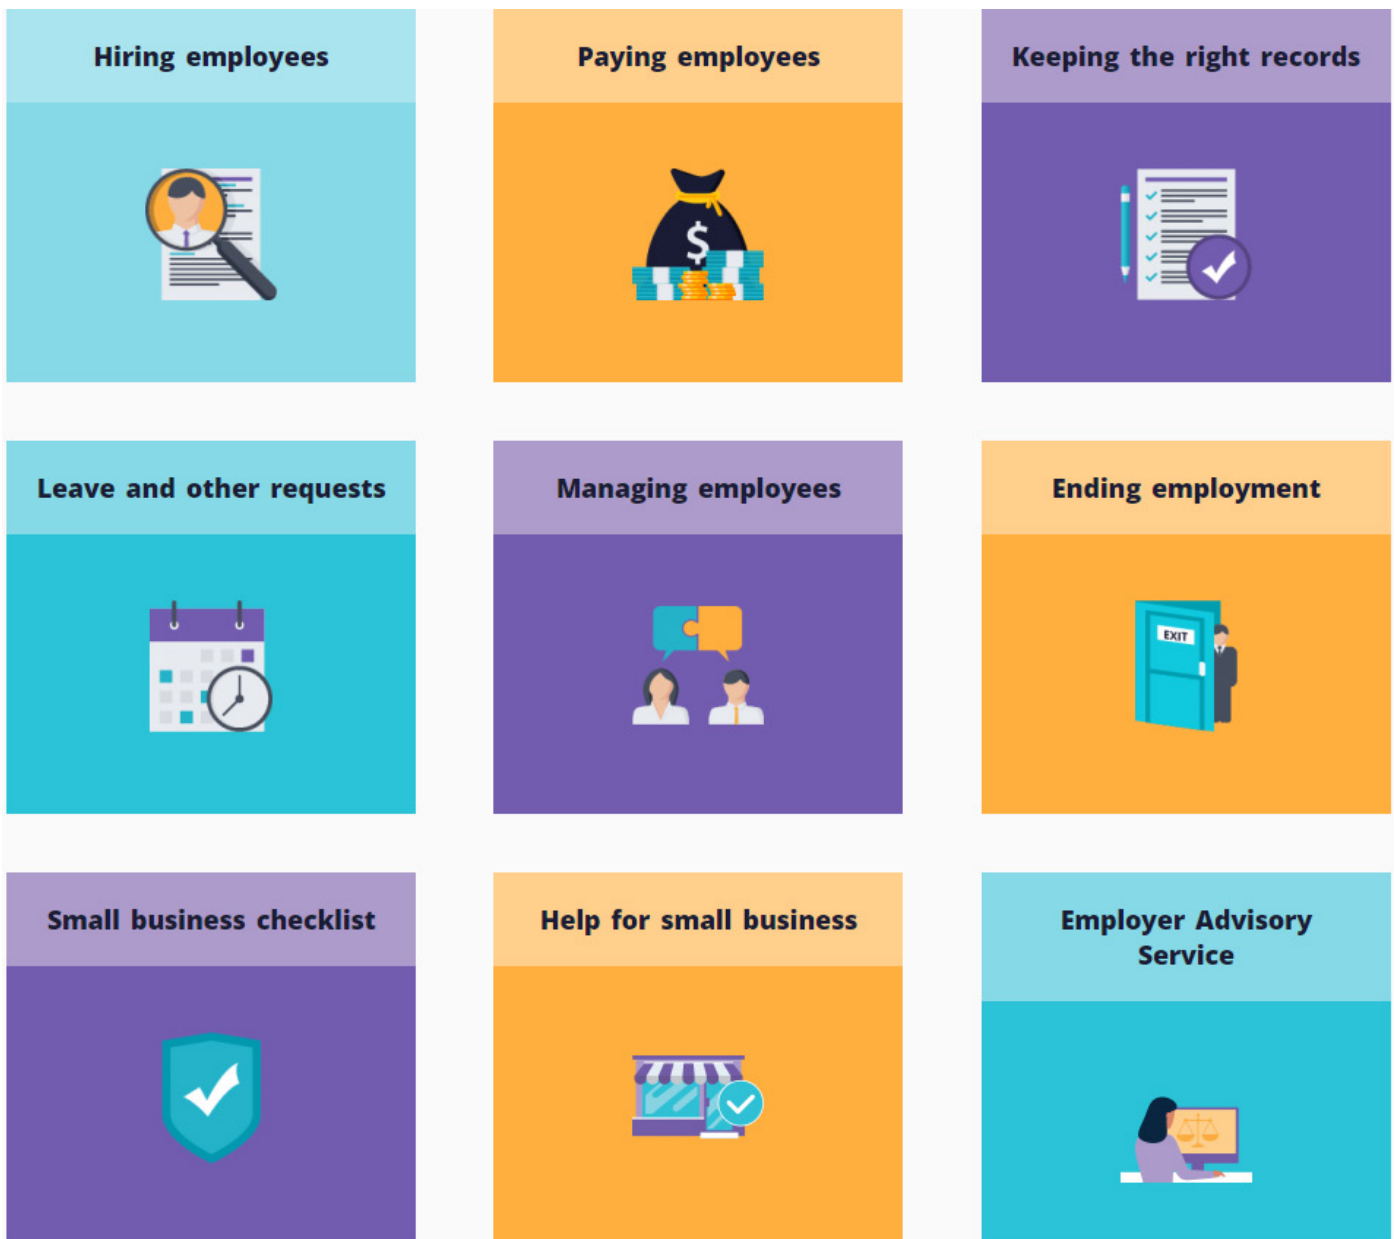 Hiring employees
Paying employees
Keeping the right records
$
Leave and other requests
Managing employees
Ending employment
EXIT
Small business checklist
Help for small business
Employer Advisory
Service